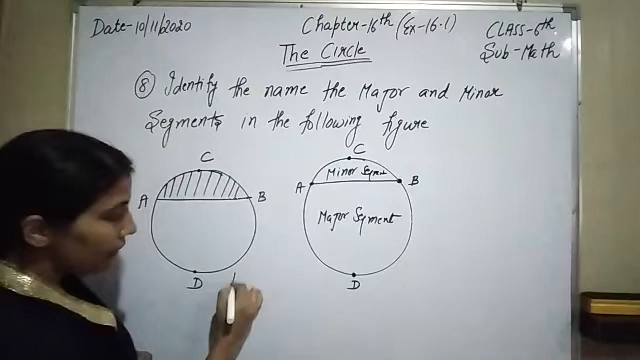 Date-10/11/2020 Chapter-16th (Ex-16.1) CLASS-6th
The Circle Sub-Math
⑧ Identify the name the Major and Minor
Segments in the following figure
C C
Minor Segment
A B A B
Major Segment
D D